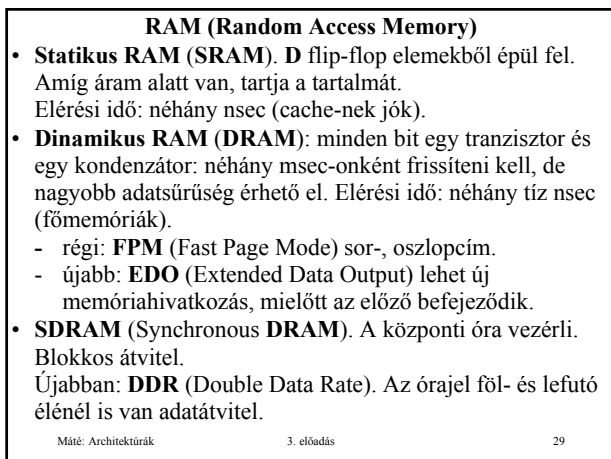 RAM (Random Access Memory)
• Statikus RAM (SRAM). D flip-flop elemekből épül fel.
Amíg áram alatt van, tartja a tartalmát.
Elérési idő: néhány nsec (cache-nek jók).
• Dinamikus RAM (DRAM): minden bit egy tranzisztor és
egy kondenzátor: néhány msec-onként frissíteni kell, de
nagyobb adatsűrűség érhető el. Elérési idő: néhány tíz nsec
(főmemóriák).
- régi: FPM (Fast Page Mode) sor-, oszlopcím.
- újabb: EDO (Extended Data Output) lehet új
memóriahivatkozás, mielőtt az előző befejeződik.
• SDRAM (Synchronous DRAM). A központi óra vezérli.
Blokkos átvitel.
Újabban: DDR (Double Data Rate). Az órajel föl- és lefutó
élénél is van adatátvitel.
Máté: Architektúrák 3. előadás 29